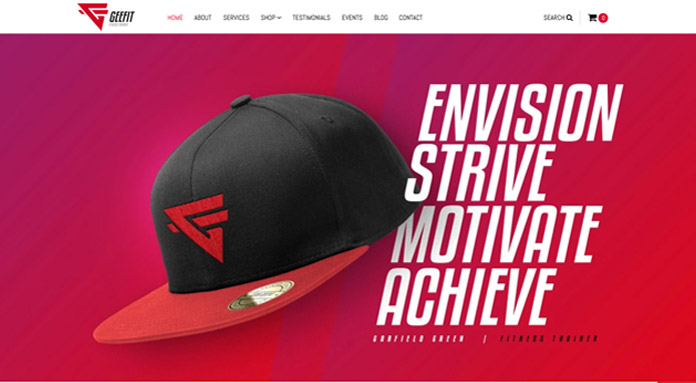 GEEFIT
HOME ABOUT SERVICES SHOP TESTIMONIALS EVENTS BLOG CONTACT SEARCH 0
ENVISION
STRIVE
MOTIVATE
ACHIEVE
GARFIELD GREEN | FITNESS TRAINER